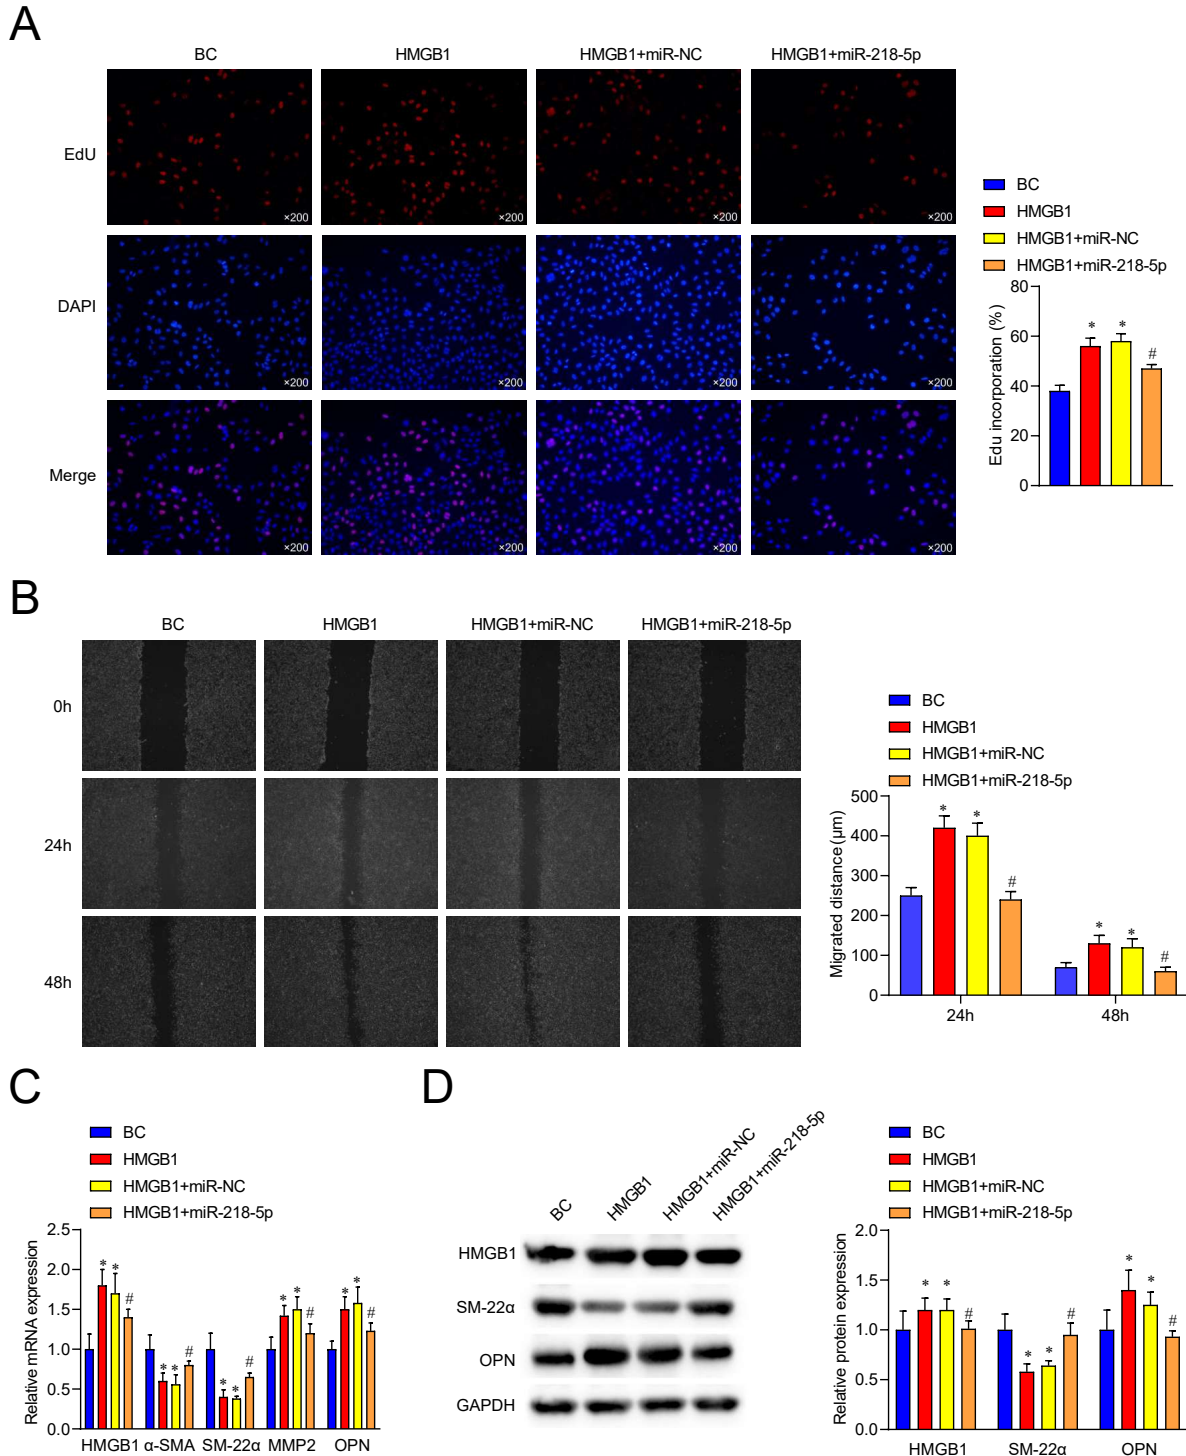 A
BC HMGB1 HMGB1+miR-NC HMGB1+miR-218-5p
EdU
×200 ×200 ×200 ×200
DAPI
×200 ×200 ×200 ×200
Merge
×200 ×200 ×200 ×200
BC
HMGB1
HMGB1+miR-NC
HMGB1+miR-218-5p
Edu incorporation (%)
80
60
40
20
0
* * #
B
BC HMGB1 HMGB1+miR-NC HMGB1+miR-218-5p
0h
24h
48h
BC
HMGB1
HMGB1+miR-NC
HMGB1+miR-218-5p
Migrated distance (μm)
500
400
300
200
100
0
* * # * * #
24h 48h
C
BC
HMGB1
HMGB1+miR-NC
HMGB1+miR-218-5p
Relative mRNA expression
2.5
2.0
1.5
1.0
0.5
0.0
* * # * * # * * # * * # * * #
HMGB1 α-SMA SM-22α MMP2 OPN
D
BC HMGB1 HMGB1+miR-NC HMGB1+miR-218-5p
HMGB1
SM-22α
OPN
GAPDH
BC
HMGB1
HMGB1+miR-NC
HMGB1+miR-218-5p
Relative protein expression
2.0
1.5
1.0
0.5
0.0
* * # * * # * * #
HMGB1 SM-22α OPN